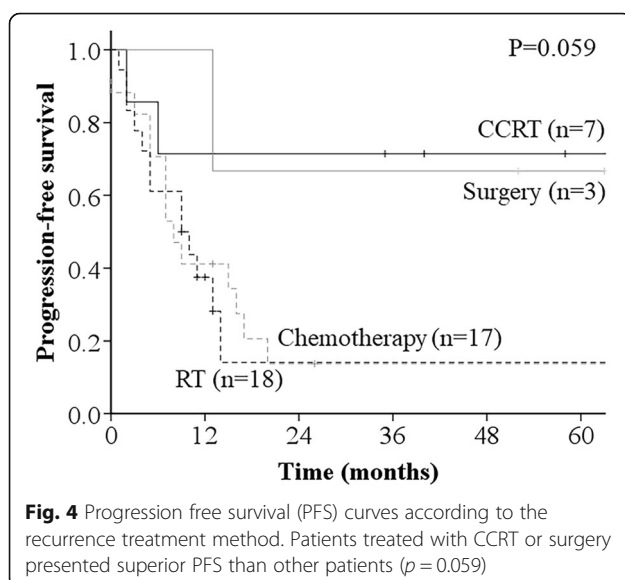 1.0
0.8
0.6
0.4
0.2
0.0
Progression-free survival
P=0.059
CCRT (n=7)
Surgery (n=3)
Chemotherapy (n=17)
RT (n=18)
0 12 24 36 48 60
Time (months)
Fig. 4 Progression free survival (PFS) curves according to the
recurrence treatment method. Patients treated with CCRT or surgery
presented superior PFS than other patients (p = 0.059)